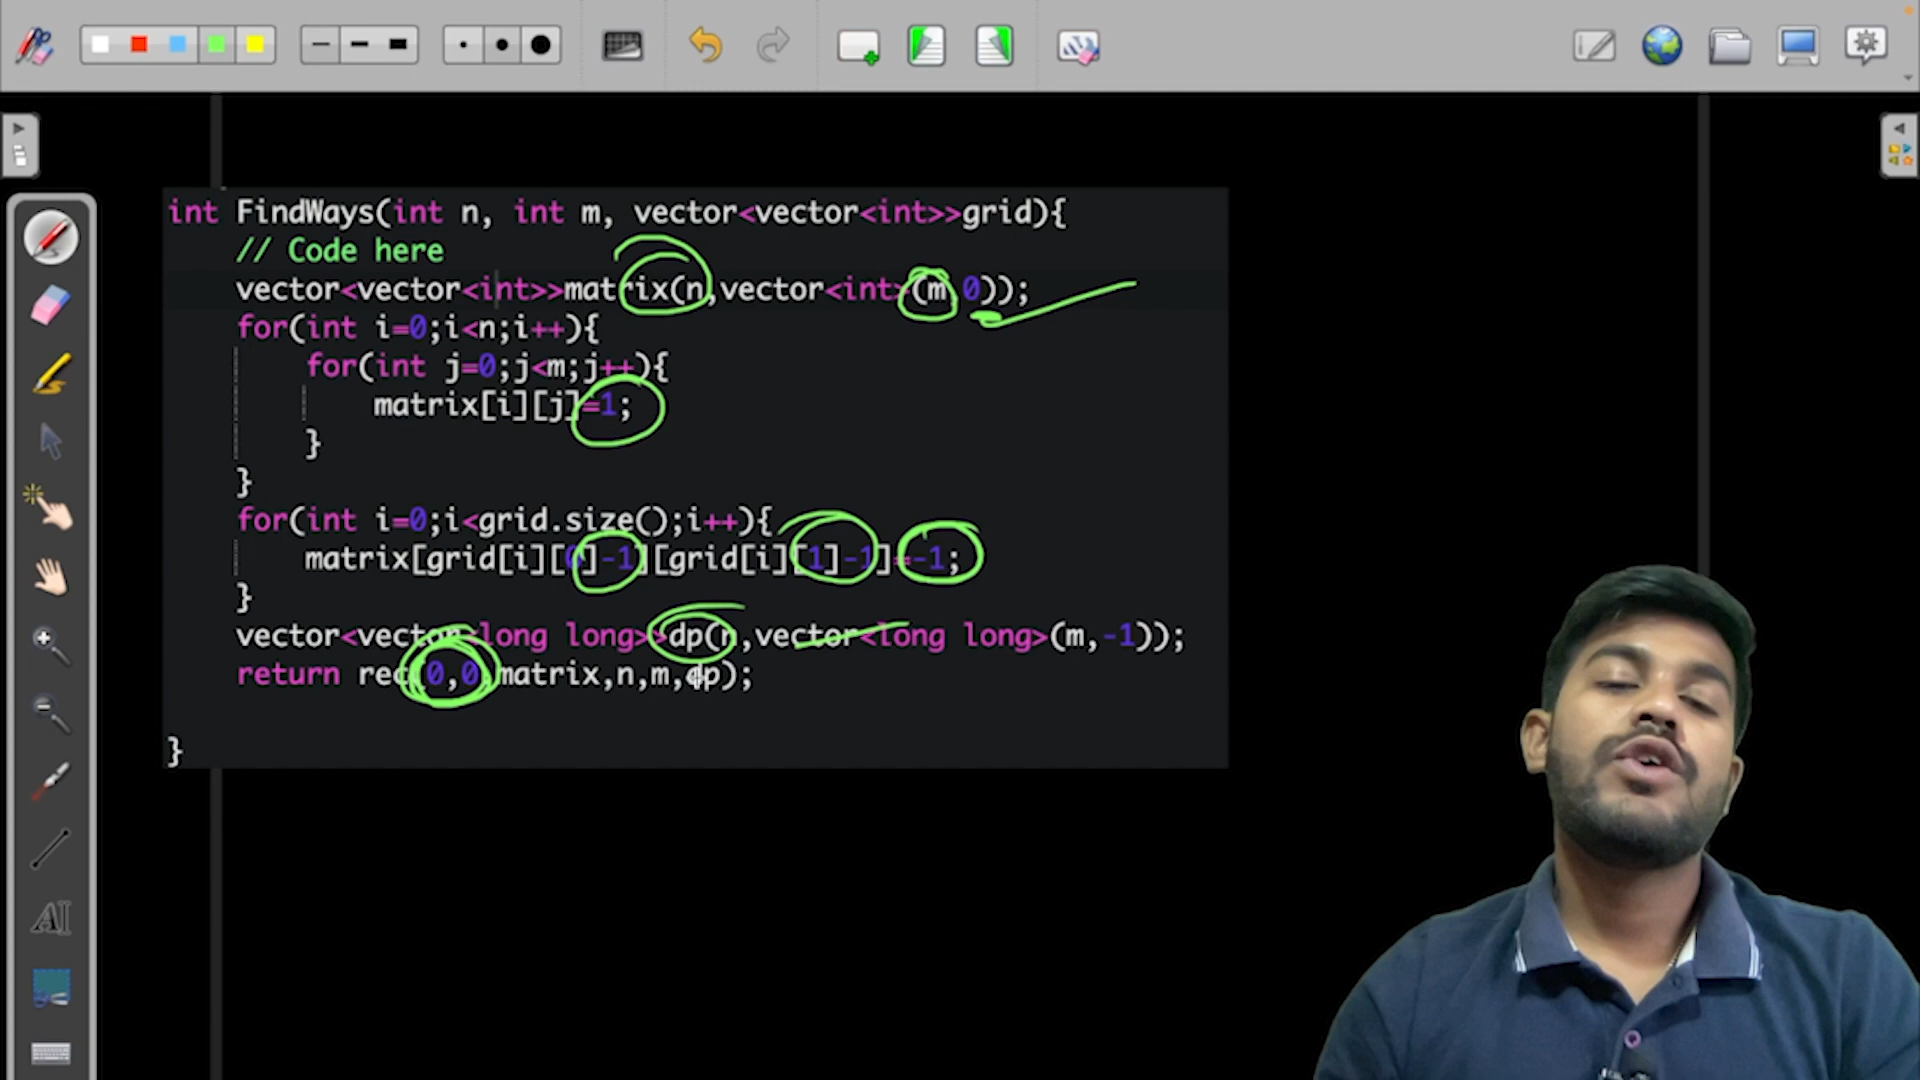 int FindWays(int n, int m, vector<vector<int>>grid){
// Code here
vector<vector<int>>matrix(n,vector<int>(m,0));
for(int i=0;i<n;i++){
for(int j=0;j<m;j++){
matrix[i][j]=1;
}
}
for(int i=0;i<grid.size();i++){
matrix[grid[i][0]-1][grid[i][1]-1]=-1;
}
vector<vector<long long>>dp(n,vector<long long>(m,-1));
return rec(0,0,matrix,n,m,dp);
}
AI